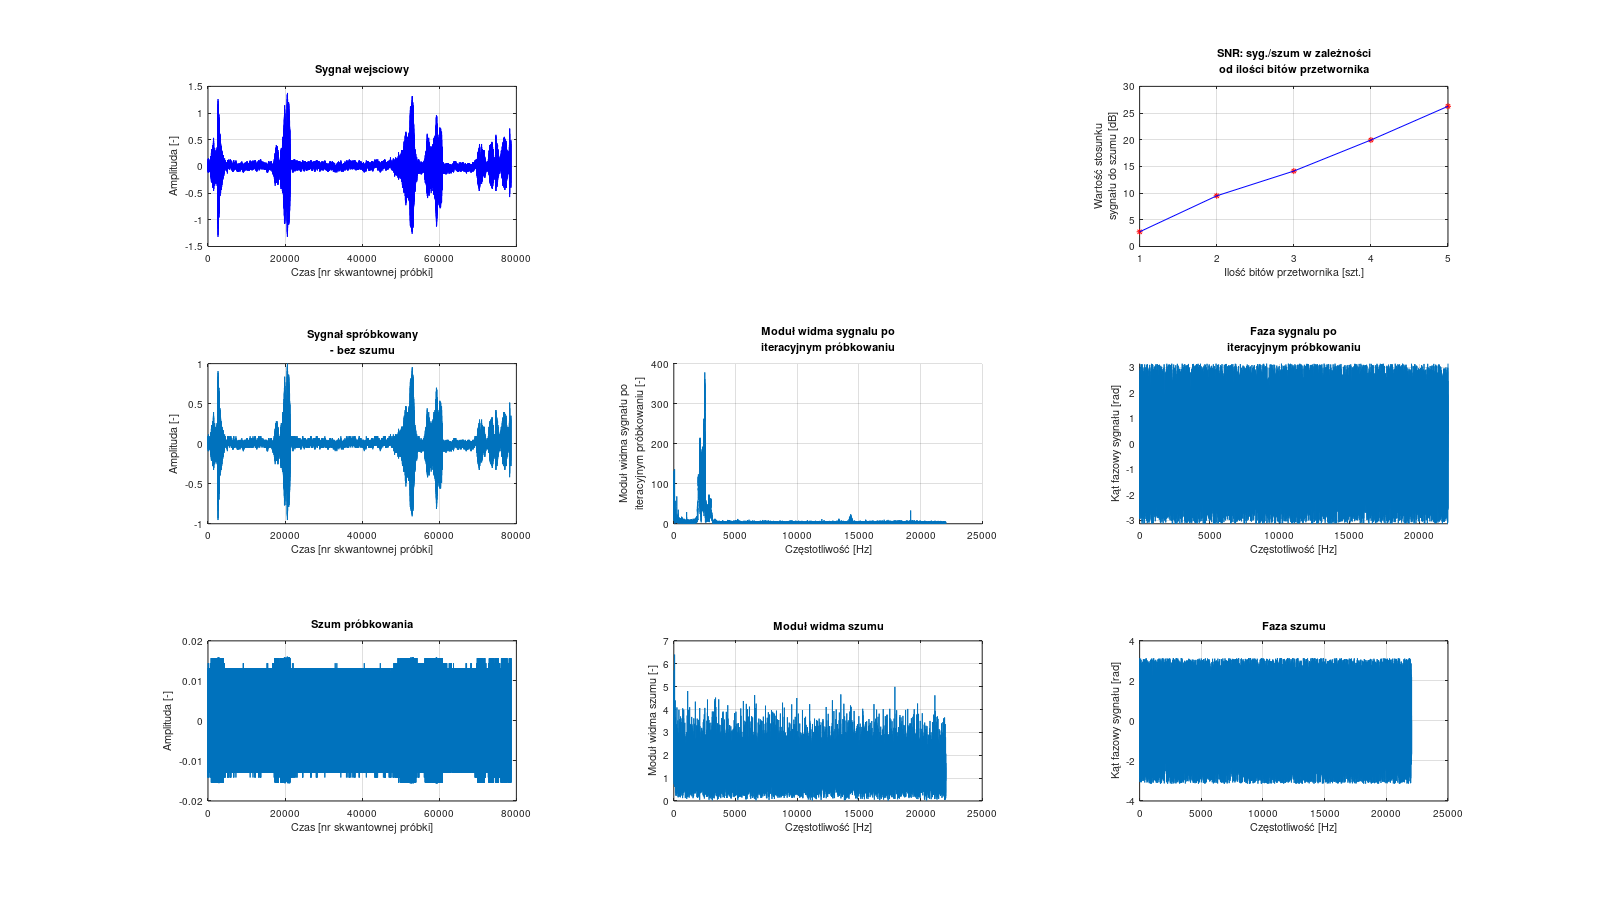 Sygnał wejsciowy
1.5
1
0.5
0
-0.5
-1
-1.5
Amplituda [-]
0 20000 40000 60000 80000
Czas [nr skwantownej próbki]
SNR: syg./szum w zależności
od ilości bitów przetwornika
30
25
20
15
10
5
0
Wartość stosunku
sygnału do szumu [dB]
1 2 3 4 5
Ilość bitów przetwornika [szt.]
Sygnał spróbkowany
- bez szumu
1
0.5
0
-0.5
-1
Amplituda [-]
0 20000 40000 60000 80000
Czas [nr skwantownej próbki]
Moduł widma sygnalu po
iteracyjnym próbkowaniu
400
300
200
100
0
Moduł widma sygnału po
iteracyjnym próbkowaniu [-]
0 5000 10000 15000 20000 25000
Częstotliwość [Hz]
Faza sygnalu po
iteracyjnym próbkowaniu
3
2
1
0
-1
-2
-3
Kąt fazowy sygnału [rad]
0 5000 10000 15000 20000
Częstotliwość [Hz]
Szum próbkowania
0.02
0.01
0
-0.01
-0.02
Amplituda [-]
0 20000 40000 60000 80000
Czas [nr skwantownej próbki]
Moduł widma szumu
7
6
5
4
3
2
1
0
Moduł widma szumu [-]
0 5000 10000 15000 20000 25000
Częstotliwość [Hz]
Faza szumu
4
2
0
-2
-4
Kąt fazowy sygnału [rad]
0 5000 10000 15000 20000 25000
Częstotliwość [Hz]